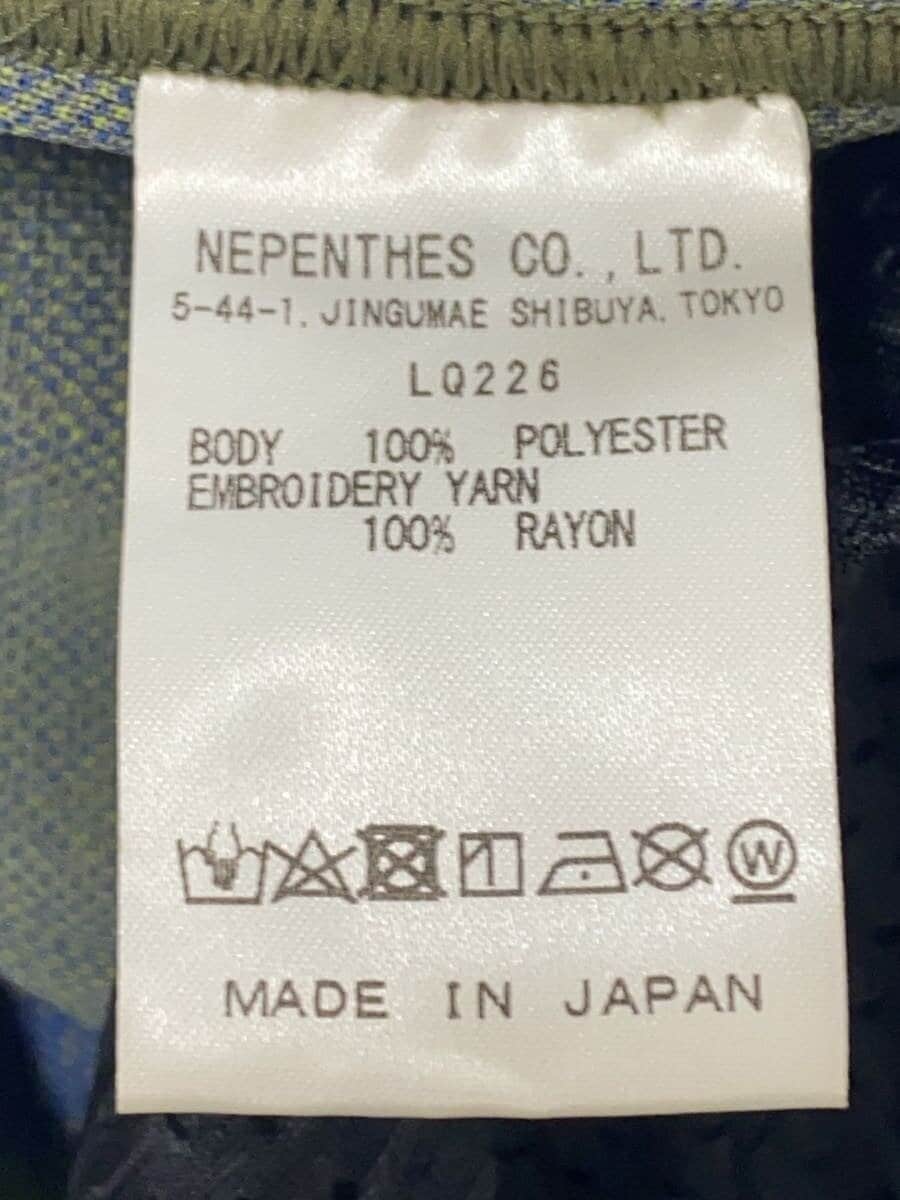 NEPENTHES CO.,LTD.
5-44-1, JINGUMAE SHIBUYA, TOKYO
LQ226
BODY 100% POLYESTER
EMBROIDERY YARN
100% RAYON
W
MADE IN JAPAN